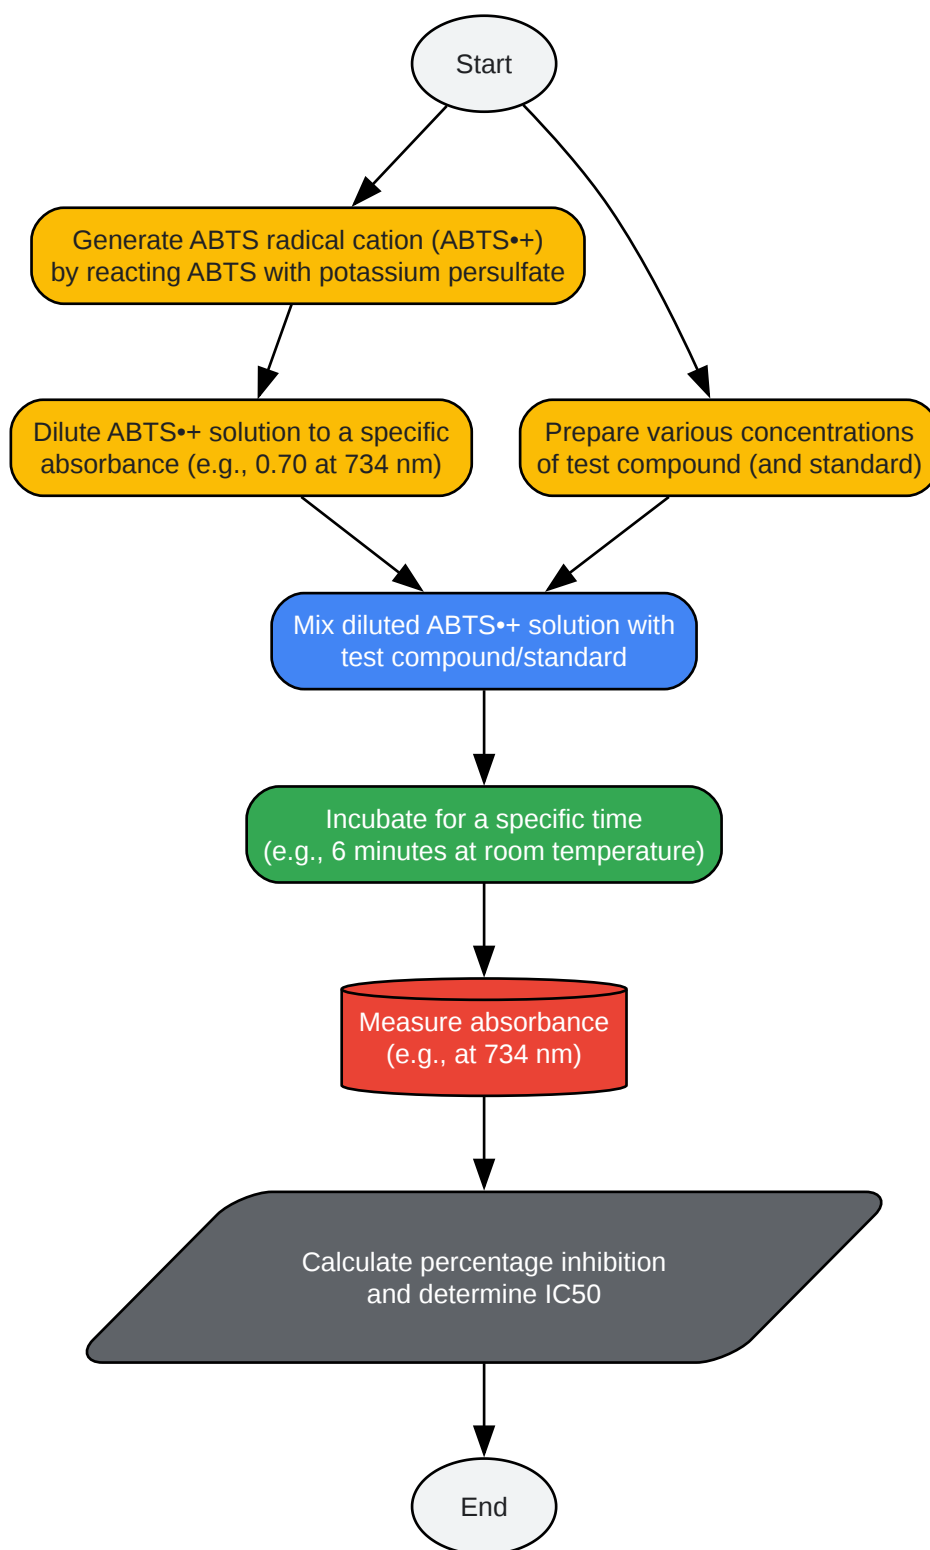 Start
Generate ABTS radical cation (ABTS•+)
by reacting ABTS with potassium persulfate
Dilute ABTS•+ solution to a specific
absorbance (e.g., 0.70 at 734 nm)
Prepare various concentrations
of test compound (and standard)
Mix diluted ABTS•+ solution with
test compound/standard
Incubate for a specific time
(e.g., 6 minutes at room temperature)
Measure absorbance
(e.g., at 734 nm)
Calculate percentage inhibition
and determine IC50
End